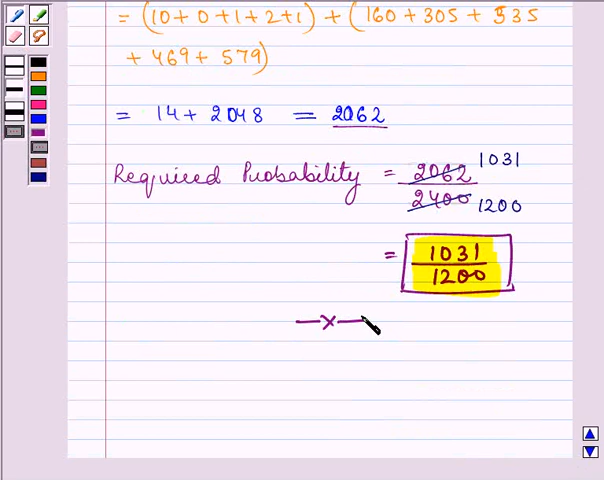 = (10+0+1+2+1) + (160+305+535
+469+579)
= 14+2048 = 2062
Required Probability = 2062/2400 1031/1200
= 1031/1200
—x—